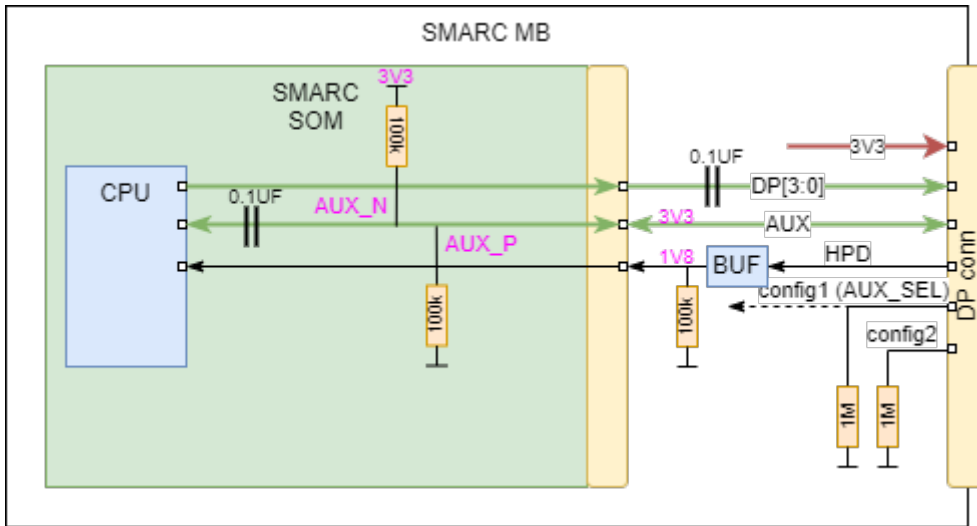 SMARC MB
3V3
SMARC
SOM
100k
CPU
0.1UF
AUX_N
AUX_P
100k
0.1UF
3V3
DP[3:0]
3V3
AUX
1V8
BUF
HPD
config1 (AUX_SEL)
100k
config2
1M
1M
DP conn